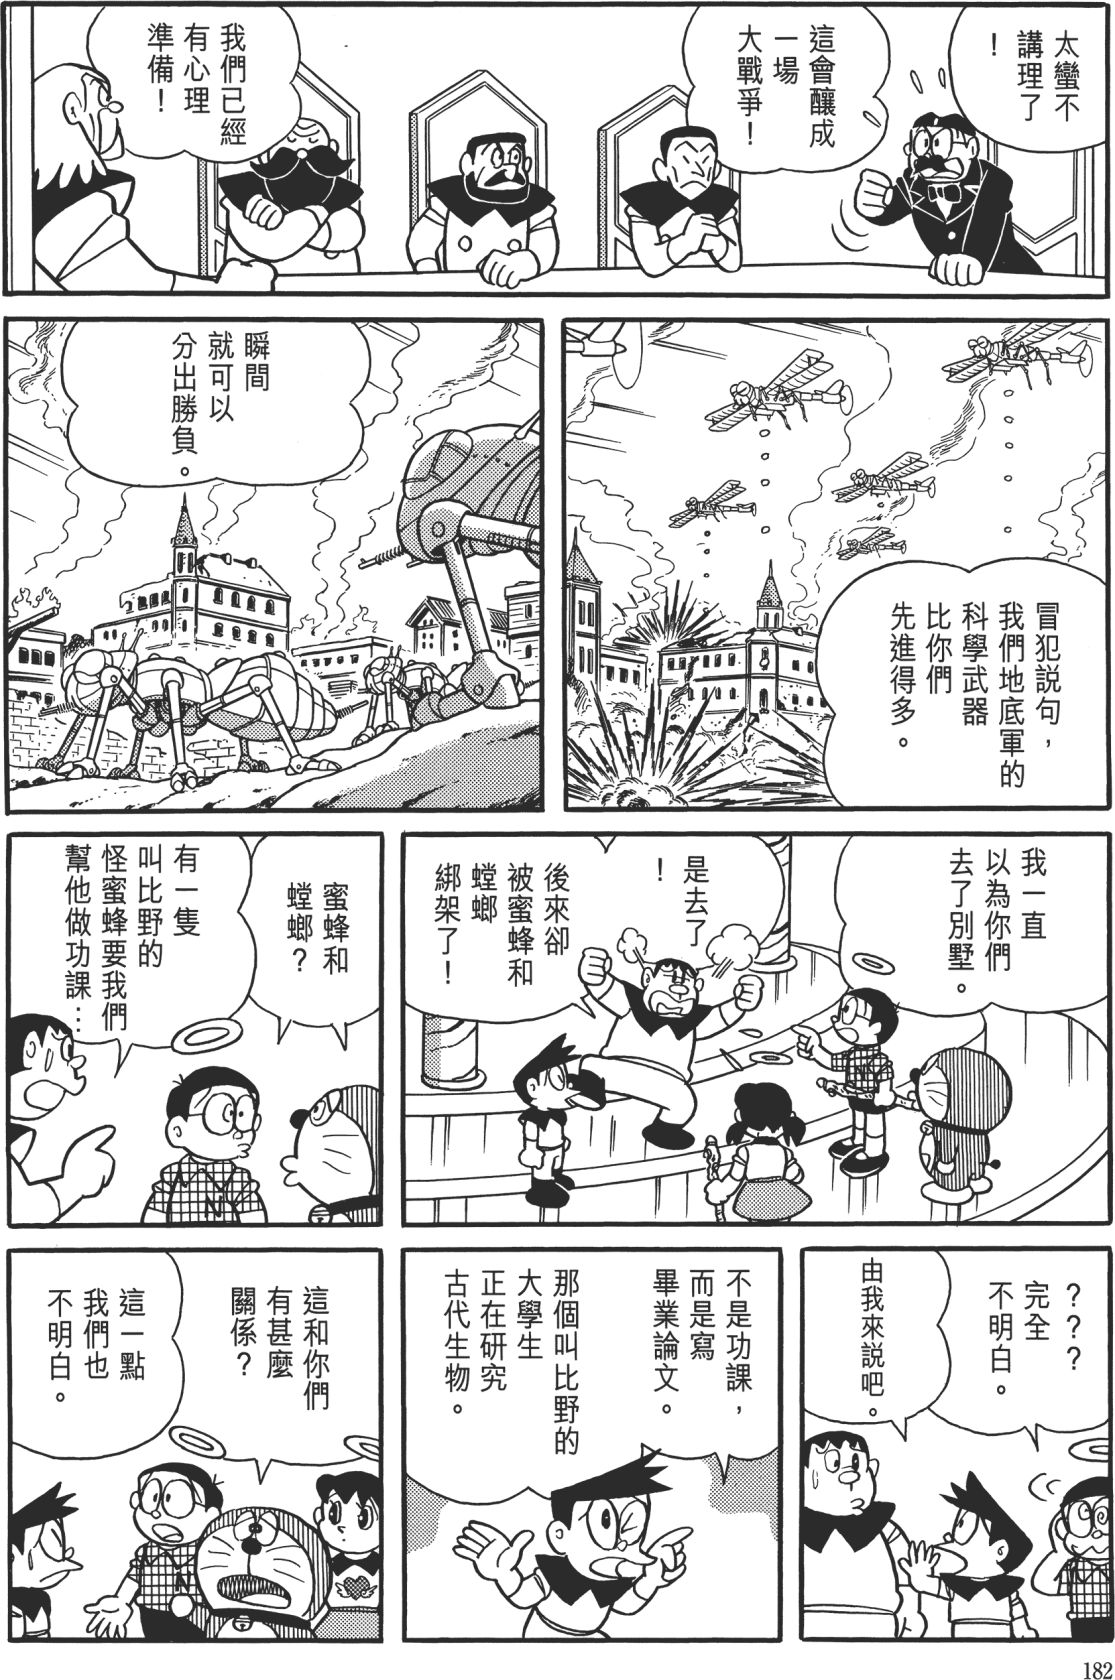 太蠻不
講理了
！
這會釀成
一場
大戰爭！
我們已經
有心理
準備！
冒犯説句，
我們地底軍的
科學武器
比你們
先進得多。
瞬間
就可以
分出勝負。
我一直
以為你們
去了別墅。
是去了
！
後來卻
被蜜蜂和
螳螂
綁架了！
蜜蜂和
螳螂？
有一隻
叫比野的
怪蜜蜂要我們
幫他做功課…
？？？
完全
不明白。
由我來説吧。
不是功課，
而是寫
畢業論文。
那個叫比野的
大學生
正在研究
古代生物。
這和你們
有甚麼
關係？
這一點
我們也
不明白。
N
N
182